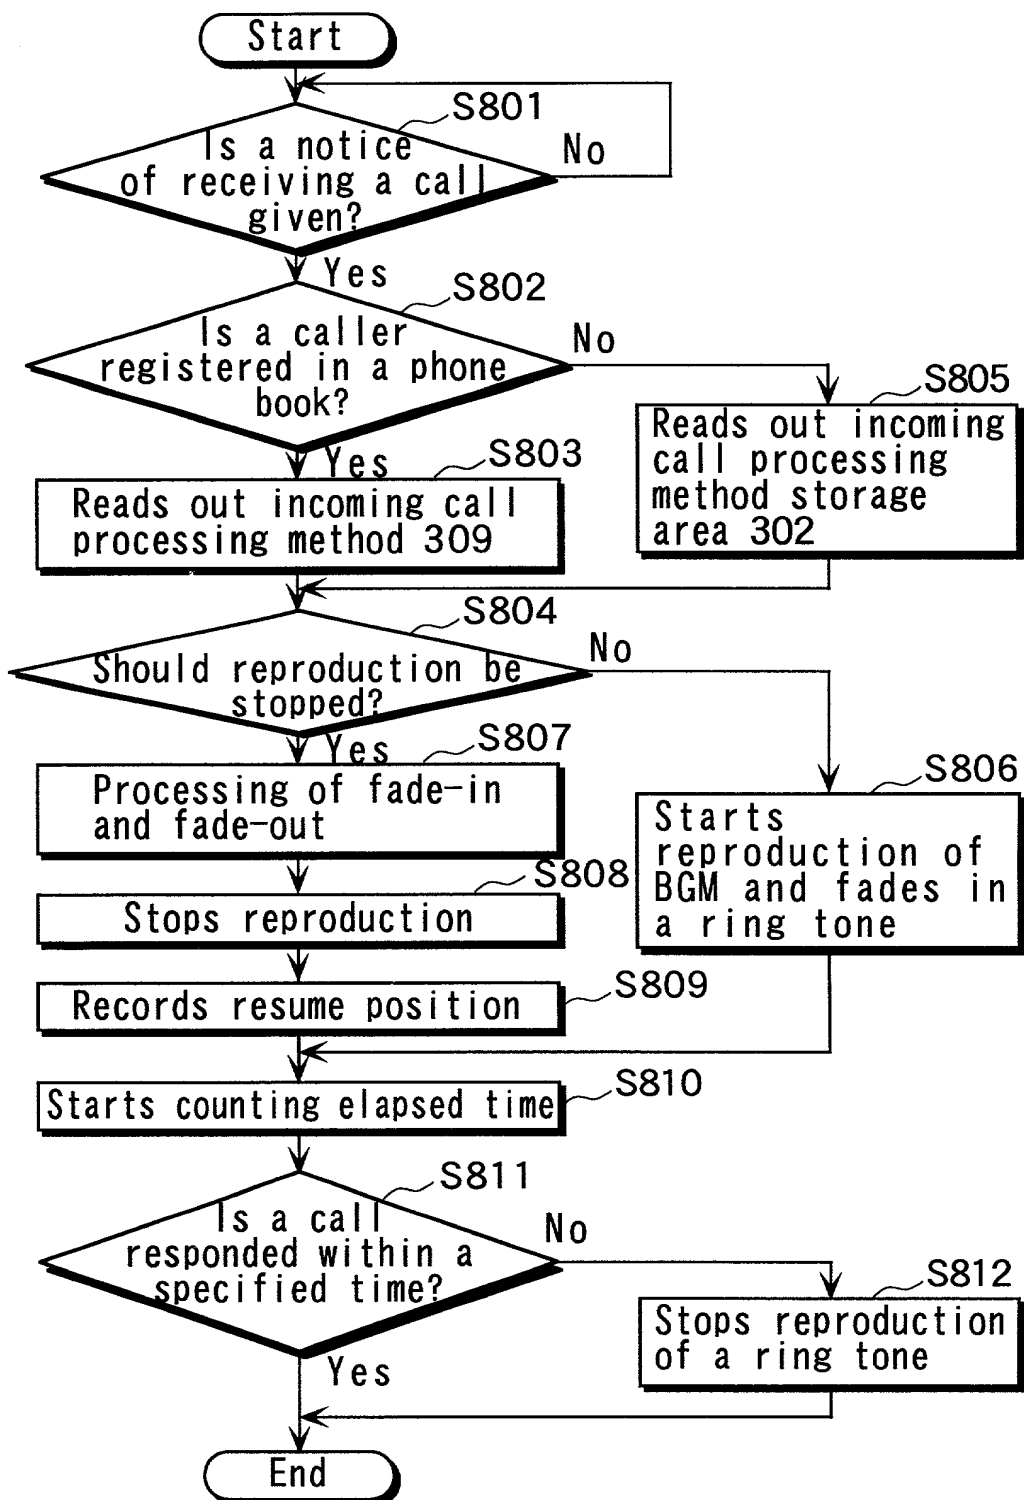 Start
S801
Is a notice
of receiving a call
given?
No
Yes
S802
Is a caller
registered in a phone
book?
No
Yes
S803
Reads out incoming call
processing method 309
S805
Reads out incoming
call processing
method storage
area 302
S804
Should reproduction be
stopped?
No
Yes
S807
Processing of fade-in
and fade-out
S806
Starts
reproduction of
BGM and fades in
a ring tone
S808
Stops reproduction
S809
Records resume position
S810
Starts counting elapsed time
S811
Is a call
responded within a
specified time?
No
Yes
S812
Stops reproduction
of a ring tone
End